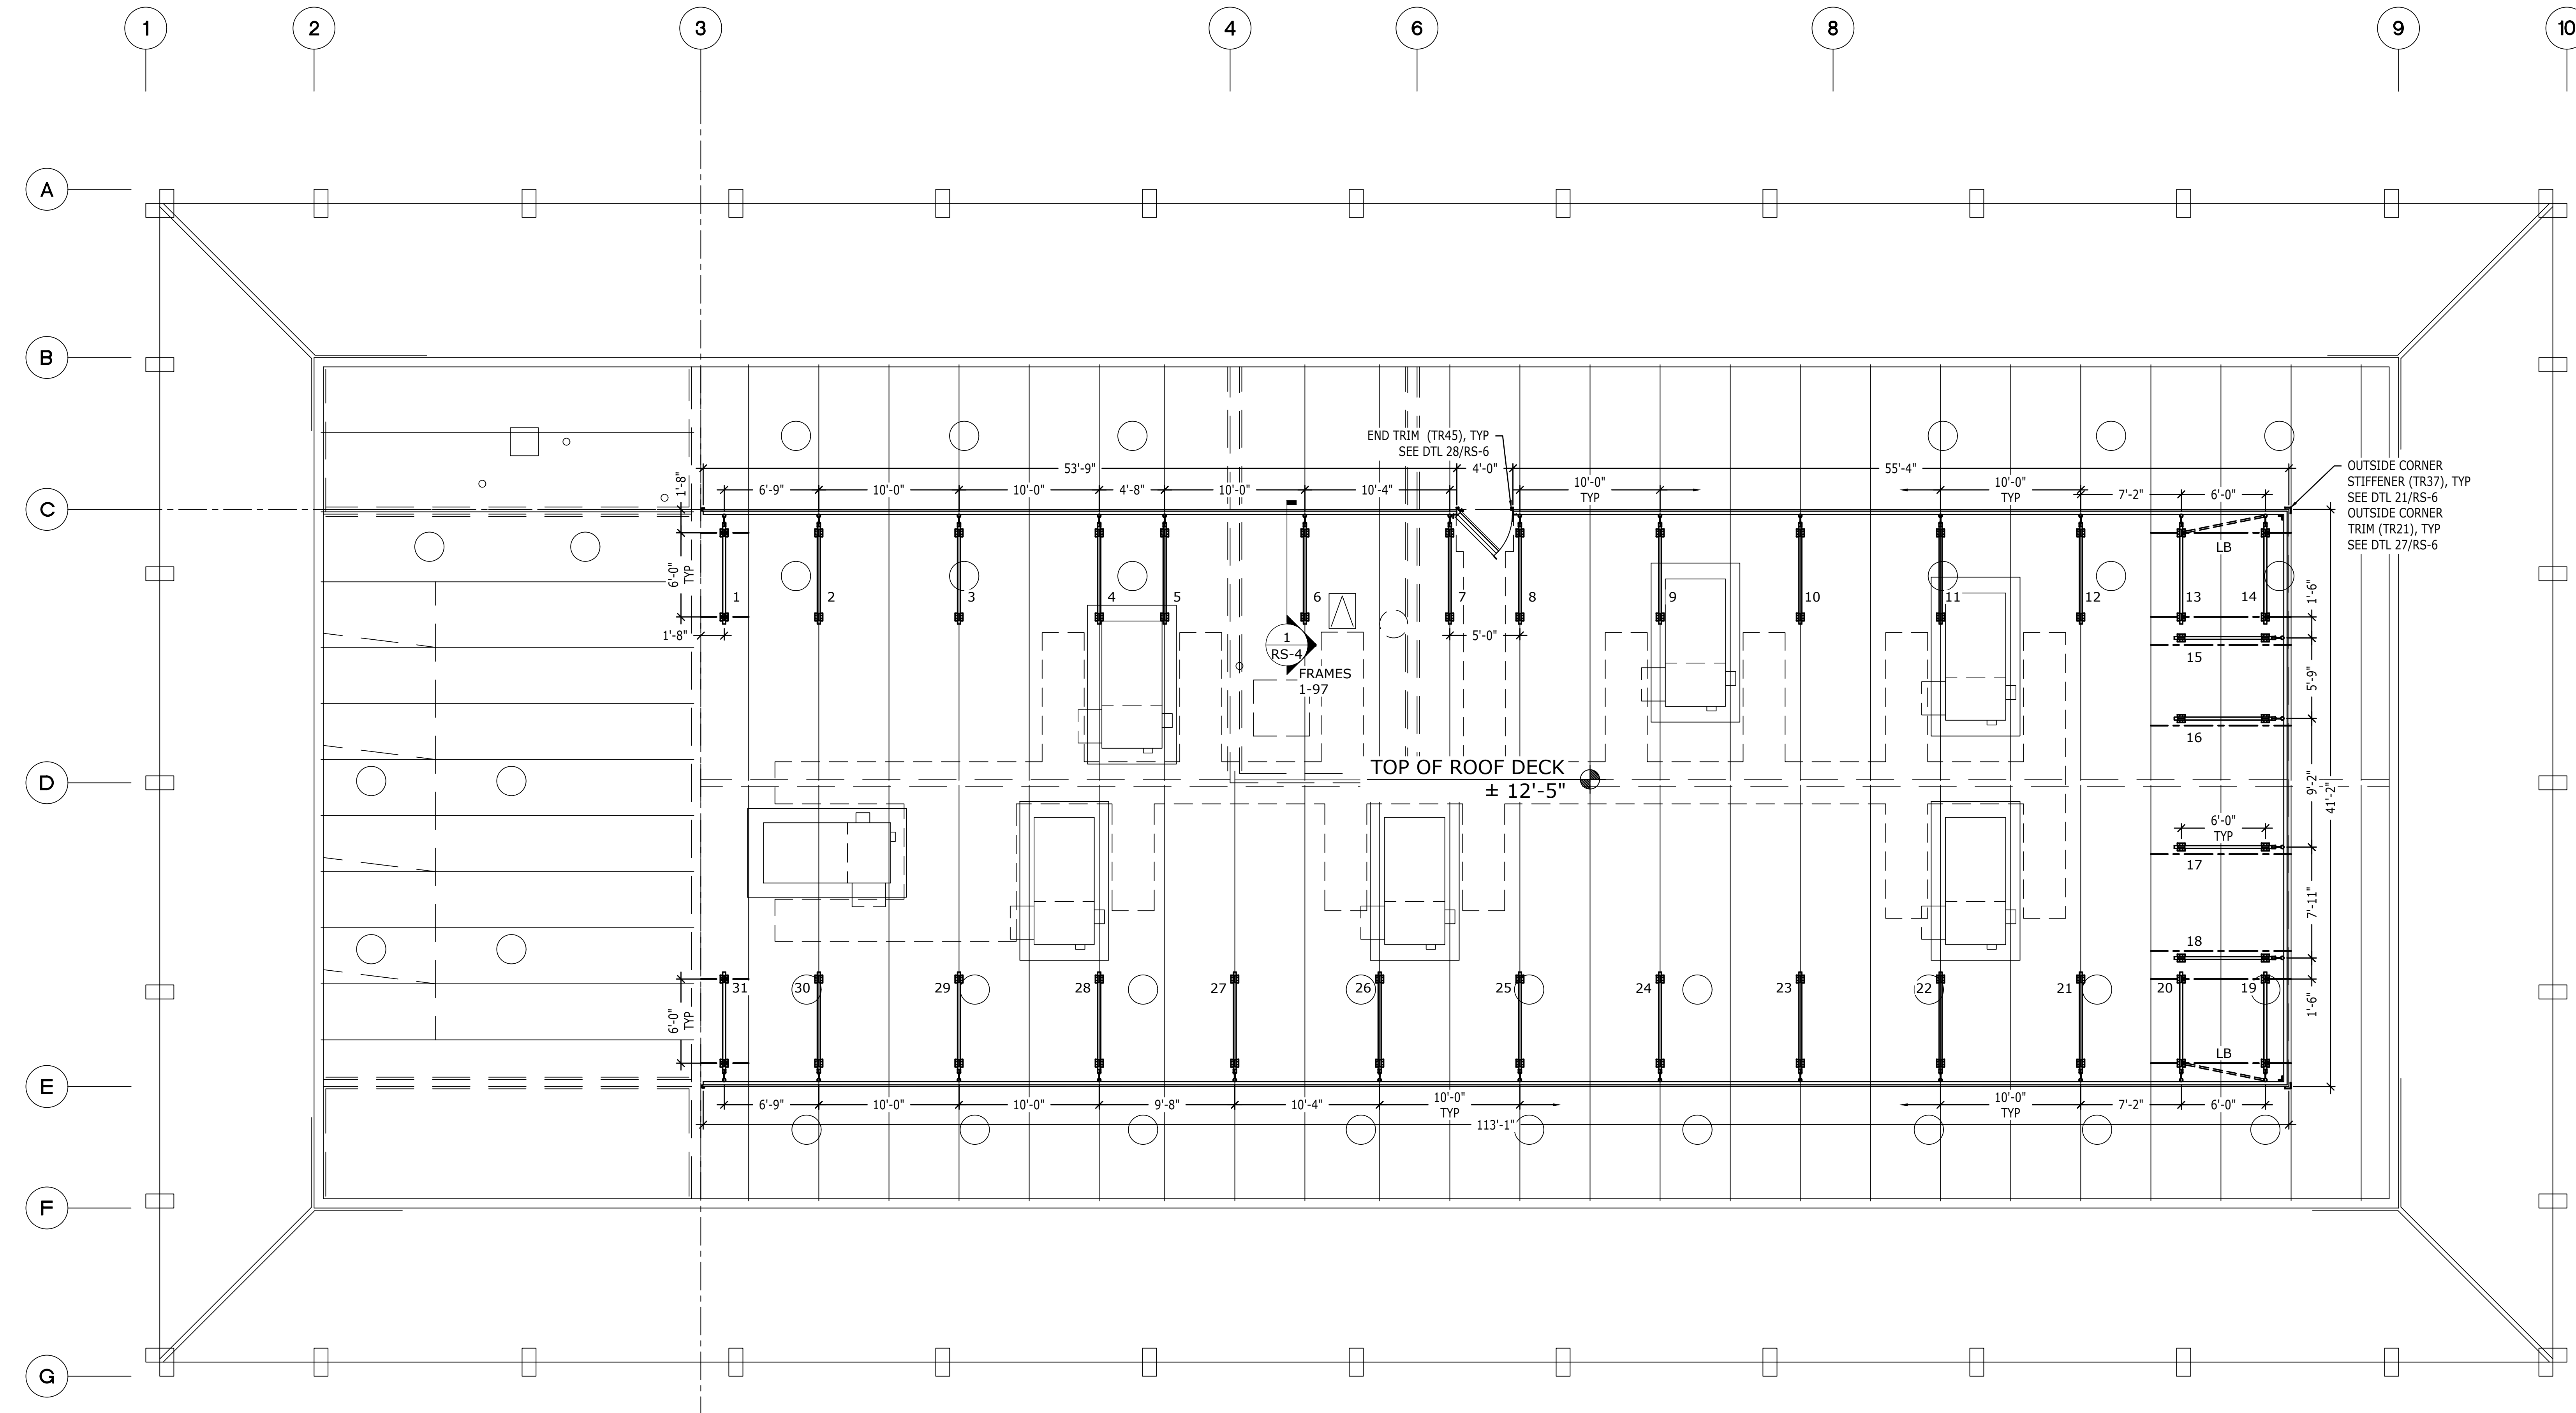 1
2
3
4
6
8
9
10
A
B
C
D
E
F
G
END TRIM (TR45), TYP
SEE DTL 28/RS-6
53'-9"
4'-0"
55'-4"
1'-8"
6'-9"
10'-0"
10'-0"
4'-8"
10'-0"
10'-4"
10'-0"
TYP
10'-0"
TYP
7'-2"
6'-0"
OUTSIDE CORNER
STIFFENER (TR37), TYP
SEE DTL 21/RS-6
OUTSIDE CORNER
TRIM (TR21), TYP
SEE DTL 27/RS-6
6'-0"
TYP
LB
1
2
3
4
5
6
7
8
9
10
11
12
13
14
1'-8"
5'-0"
1
RS-4
FRAMES
1-97
1'-6"
15
5'-9"
16
TOP OF ROOF DECK
± 12'-5"
9'-2"
41'-2"
6'-0"
TYP
17
7'-11"
18
1'-6"
31
30
29
28
27
26
25
24
23
22
21
20
19
6'-0"
TYP
LB
6'-9"
10'-0"
10'-0"
9'-8"
10'-4"
10'-0"
TYP
10'-0"
TYP
7'-2"
6'-0"
113'-1"